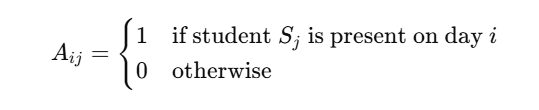 A_{ij} = \begin{cases} 1 & \text{if student } S_j \text{ is present on day } i \\ 0 & \text{otherwise} \end{cases}